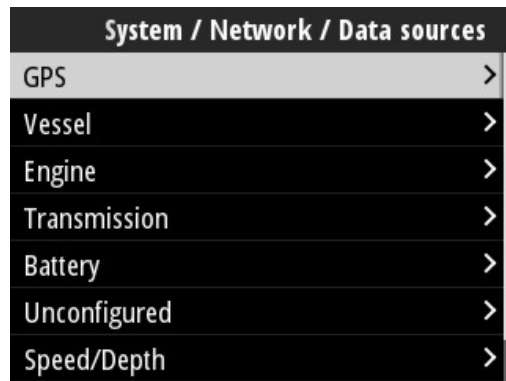 System / Network / Data sources
GPS
Vessel
Engine
Transmission
Battery
Unconfigured
Speed/Depth